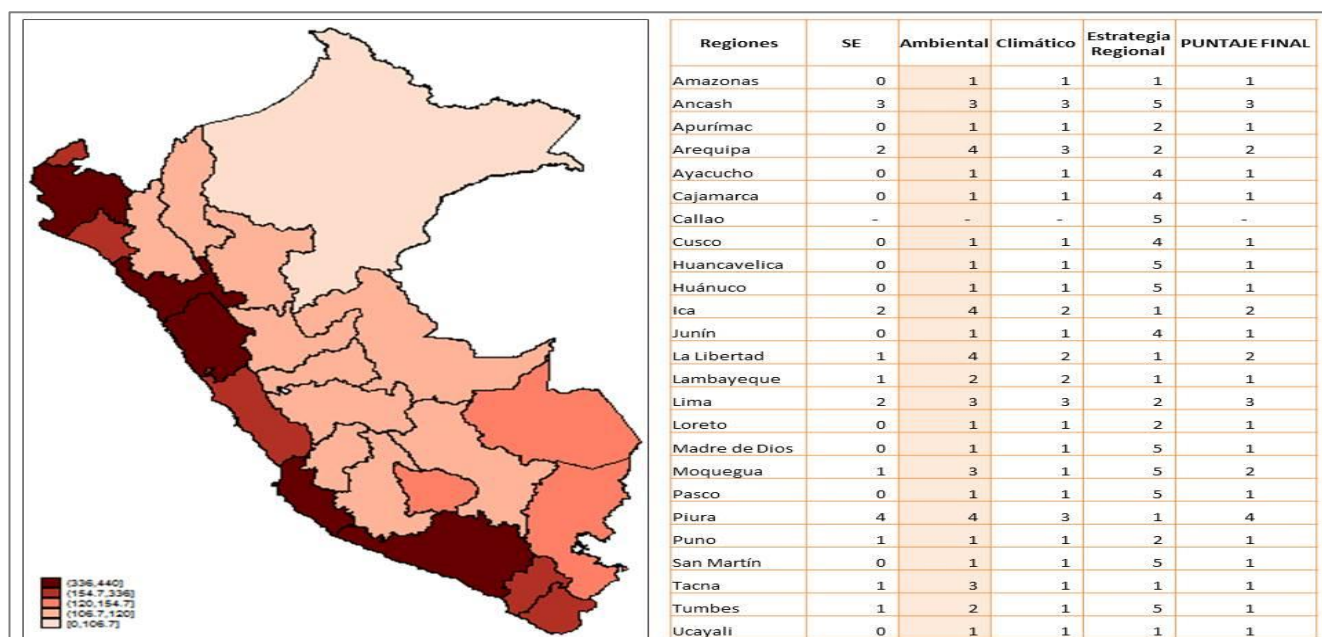 (336,440]
(154.7,336]
(120,154.7]
(106.7,120]
[0,106.7]
Regiones SE Ambiental Climático Estrategia Regional PUNTAJE FINAL
Amazonas 0 1 1 1 1
Ancash 3 3 3 5 3
Apurímac 0 1 1 2 1
Arequipa 2 4 3 2 2
Ayacucho 0 1 1 4 1
Cajamarca 0 1 1 4 1
Callao - - - 5 -
Cusco 0 1 1 4 1
Huancavelica 0 1 1 5 1
Huánuco 0 1 1 5 1
Ica 2 4 2 1 2
Junín 0 1 1 4 1
La Libertad 1 4 2 1 2
Lambayeque 1 2 2 1 1
Lima 2 3 3 2 3
Loreto 0 1 1 2 1
Madre de Dios 0 1 1 5 1
Moquegua 1 3 1 5 2
Pasco 0 1 1 5 1
Piura 4 4 3 1 4
Puno 1 1 1 2 1
San Martín 0 1 1 5 1
Tacna 1 3 1 1 1
Tumbes 1 2 1 5 1
Ucayali 0 1 1 1 1